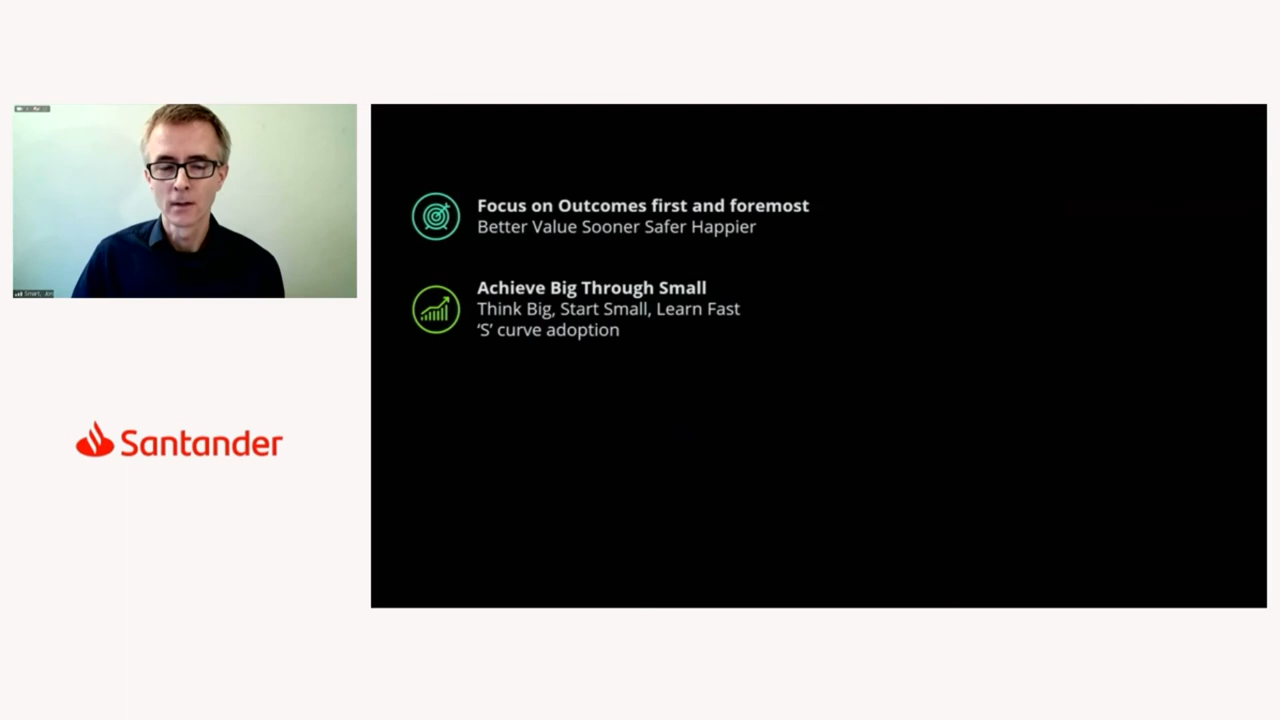 Focus on Outcomes first and foremost
Better Value Sooner Safer Happier
Achieve Big Through Small
Think Big, Start Small, Learn Fast
‘S’ curve adoption
Santander